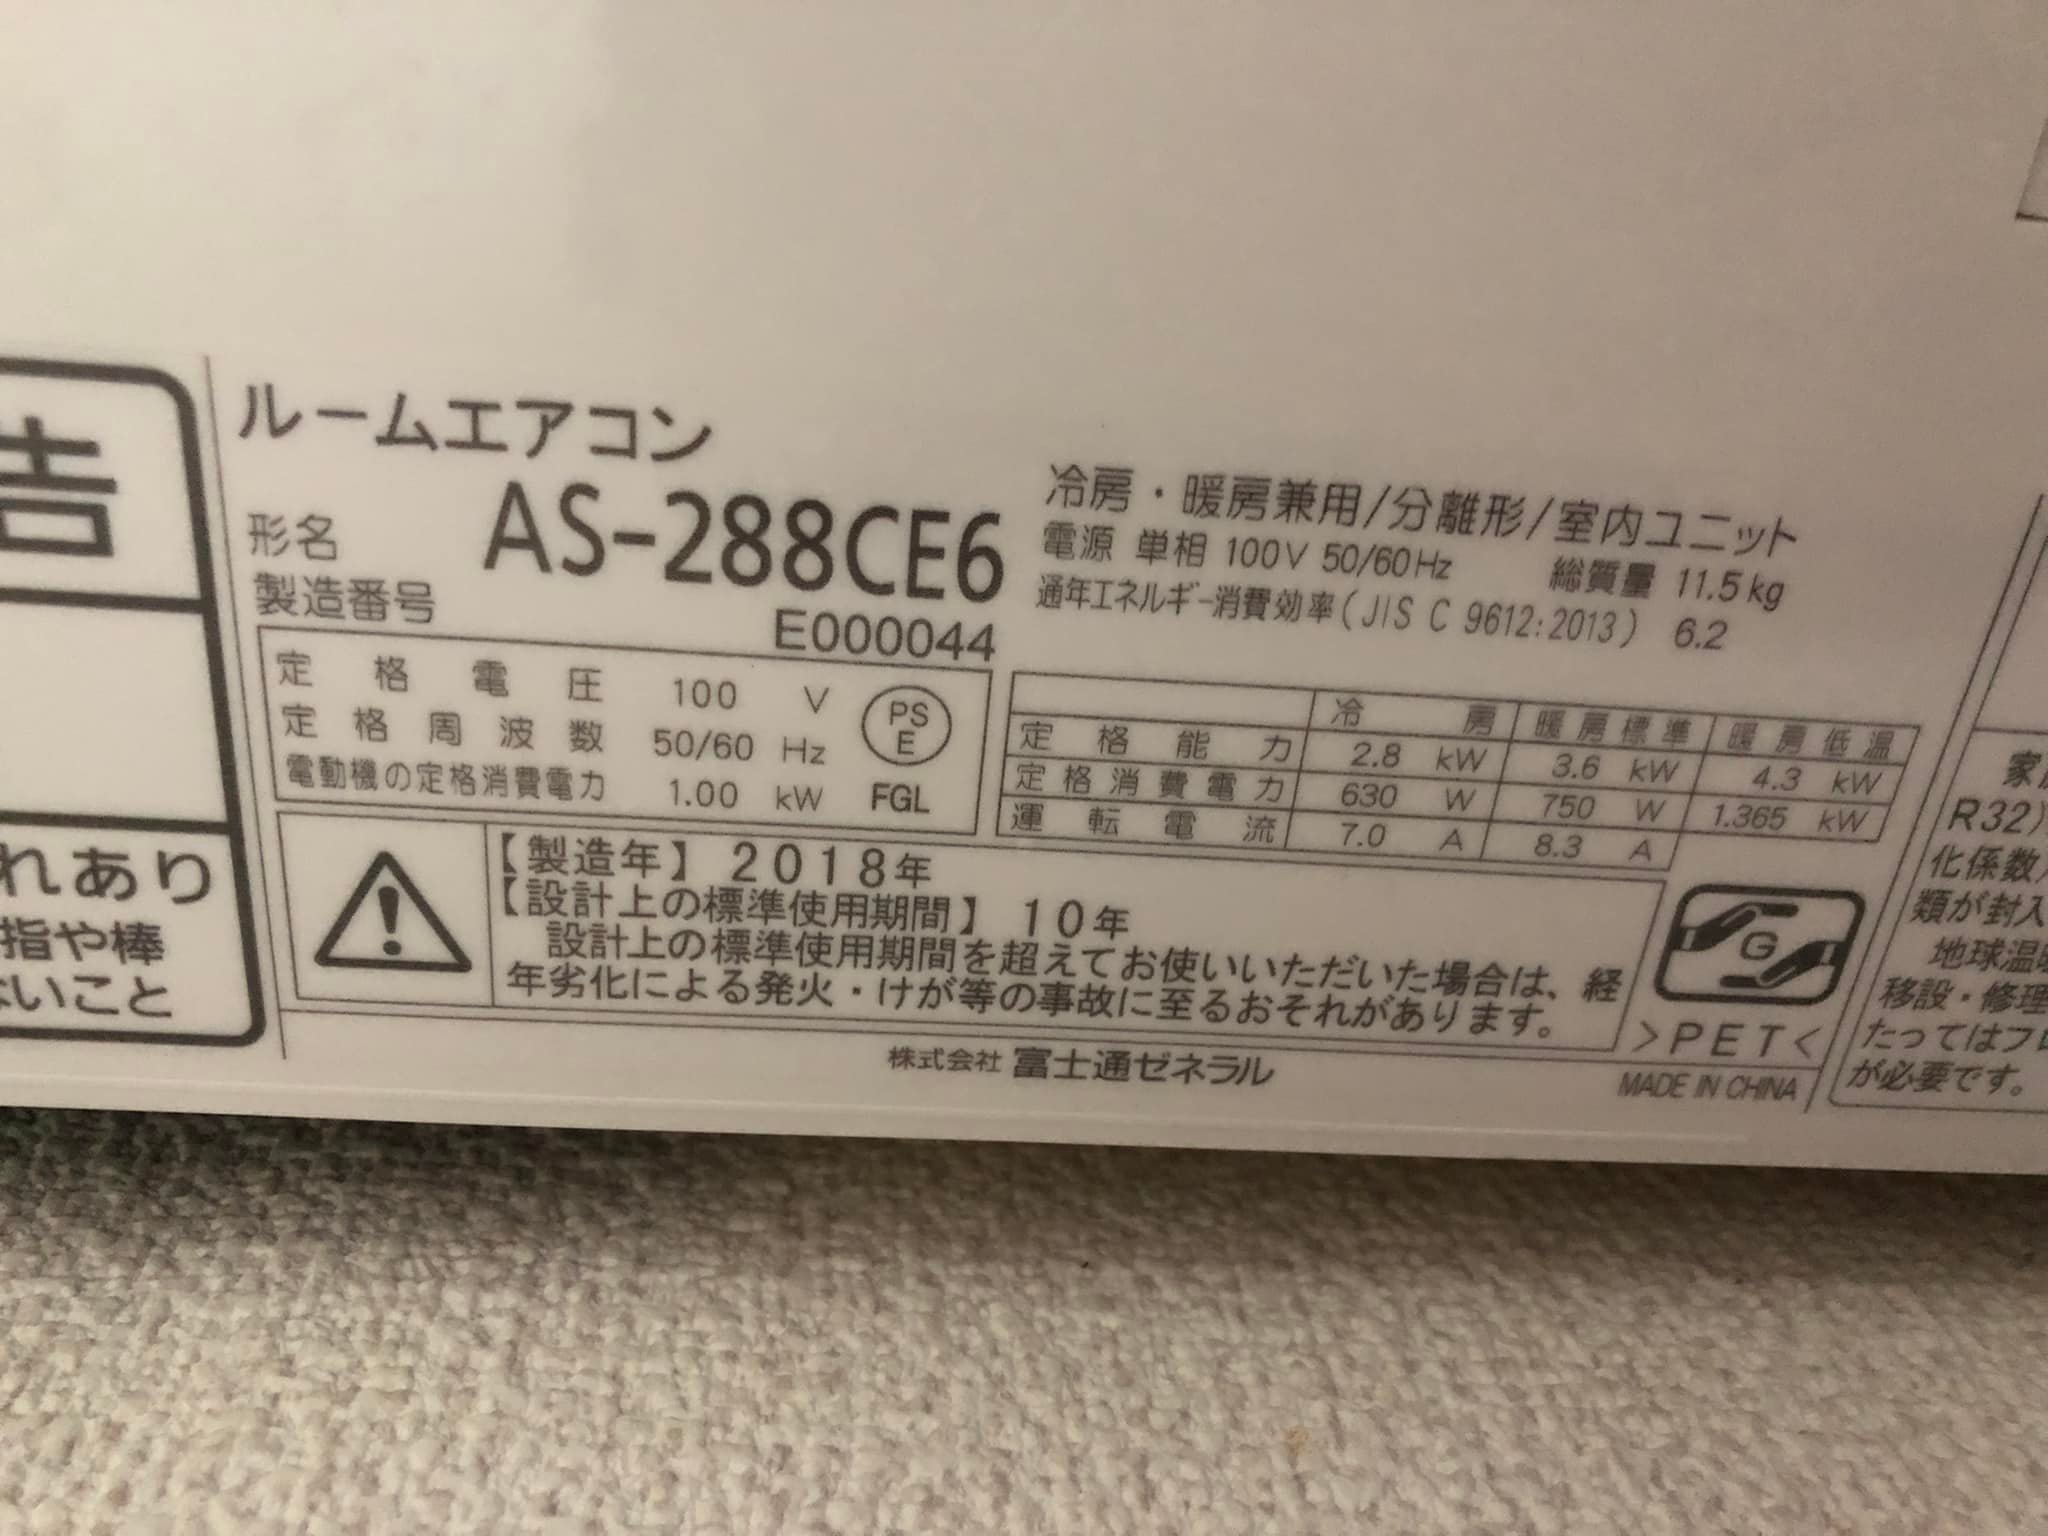 告
れあり
指や棒
ないこと
ルームエアコン
形名 AS-288CE6
製造番号 E000044
冷房・暖房兼用/分離形/室内ユニット
電源 単相 100V 50/60Hz 総質量 11.5kg
通年エネルギー消費効率(JIS C 9612:2013) 6.2
定格電圧 100 V
定格周波数 50/60 Hz
電動機の定格消費電力 1.00 kW
PS
E
FGL
冷房 暖房標準 暖房低温
定格能力 2.8 kW 3.6 kW 4.3 kW
定格消費電力 630 W 750 W 1.365 kW
運転電流 7.0 A 8.3 A
【製造年】2018年
【設計上の標準使用期間】10年
設計上の標準使用期間を超えてお使いいただいた場合は、経
年劣化による発火・けが等の事故に至るおそれがあります。
G
>PET<
株式会社 富士通ゼネラル
MADE IN CHINA
R32)
化係数
類が封入
地球温暖
移設・修理
たってはフロ
が必要です。